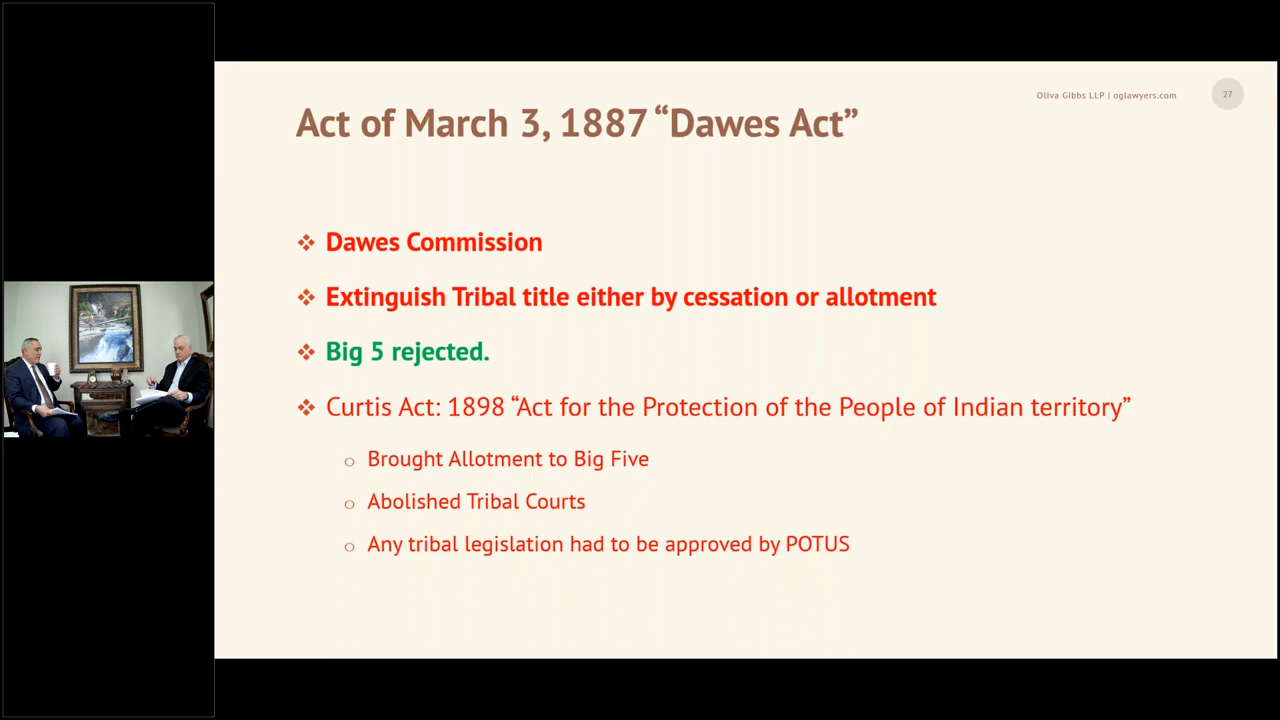 Oliva Gibbs LLP | oglawyers.com
27
Act of March 3, 1887 “Dawes Act”
Dawes Commission
Extinguish Tribal title either by cessation or allotment
Big 5 rejected.
Curtis Act: 1898 “Act for the Protection of the People of Indian territory”
Brought Allotment to Big Five
Abolished Tribal Courts
Any tribal legislation had to be approved by POTUS